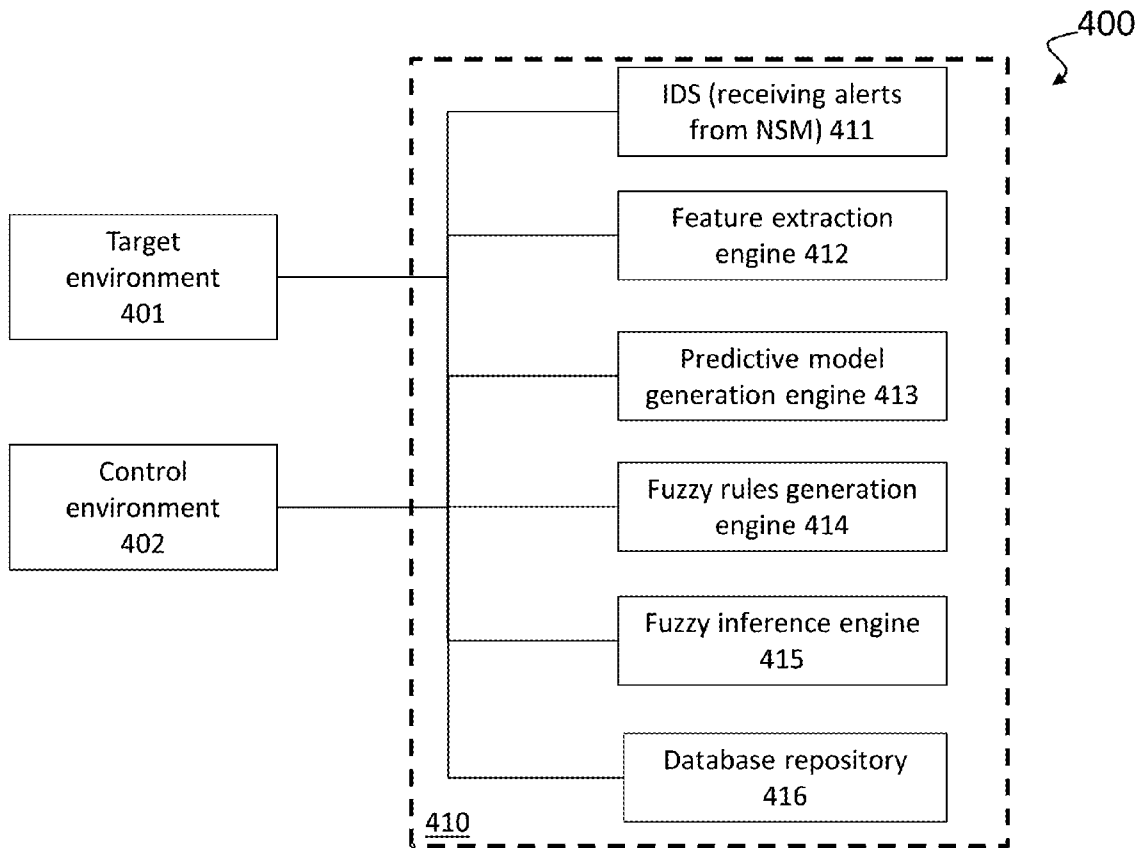 400
IDS (receiving alerts
from NSM) 411
Feature extraction
engine 412
Target
environment
401
Predictive model
generation engine 413
Control
environment
402
Fuzzy rules generation
engine 414
Fuzzy inference engine
415
Database repository
416
410